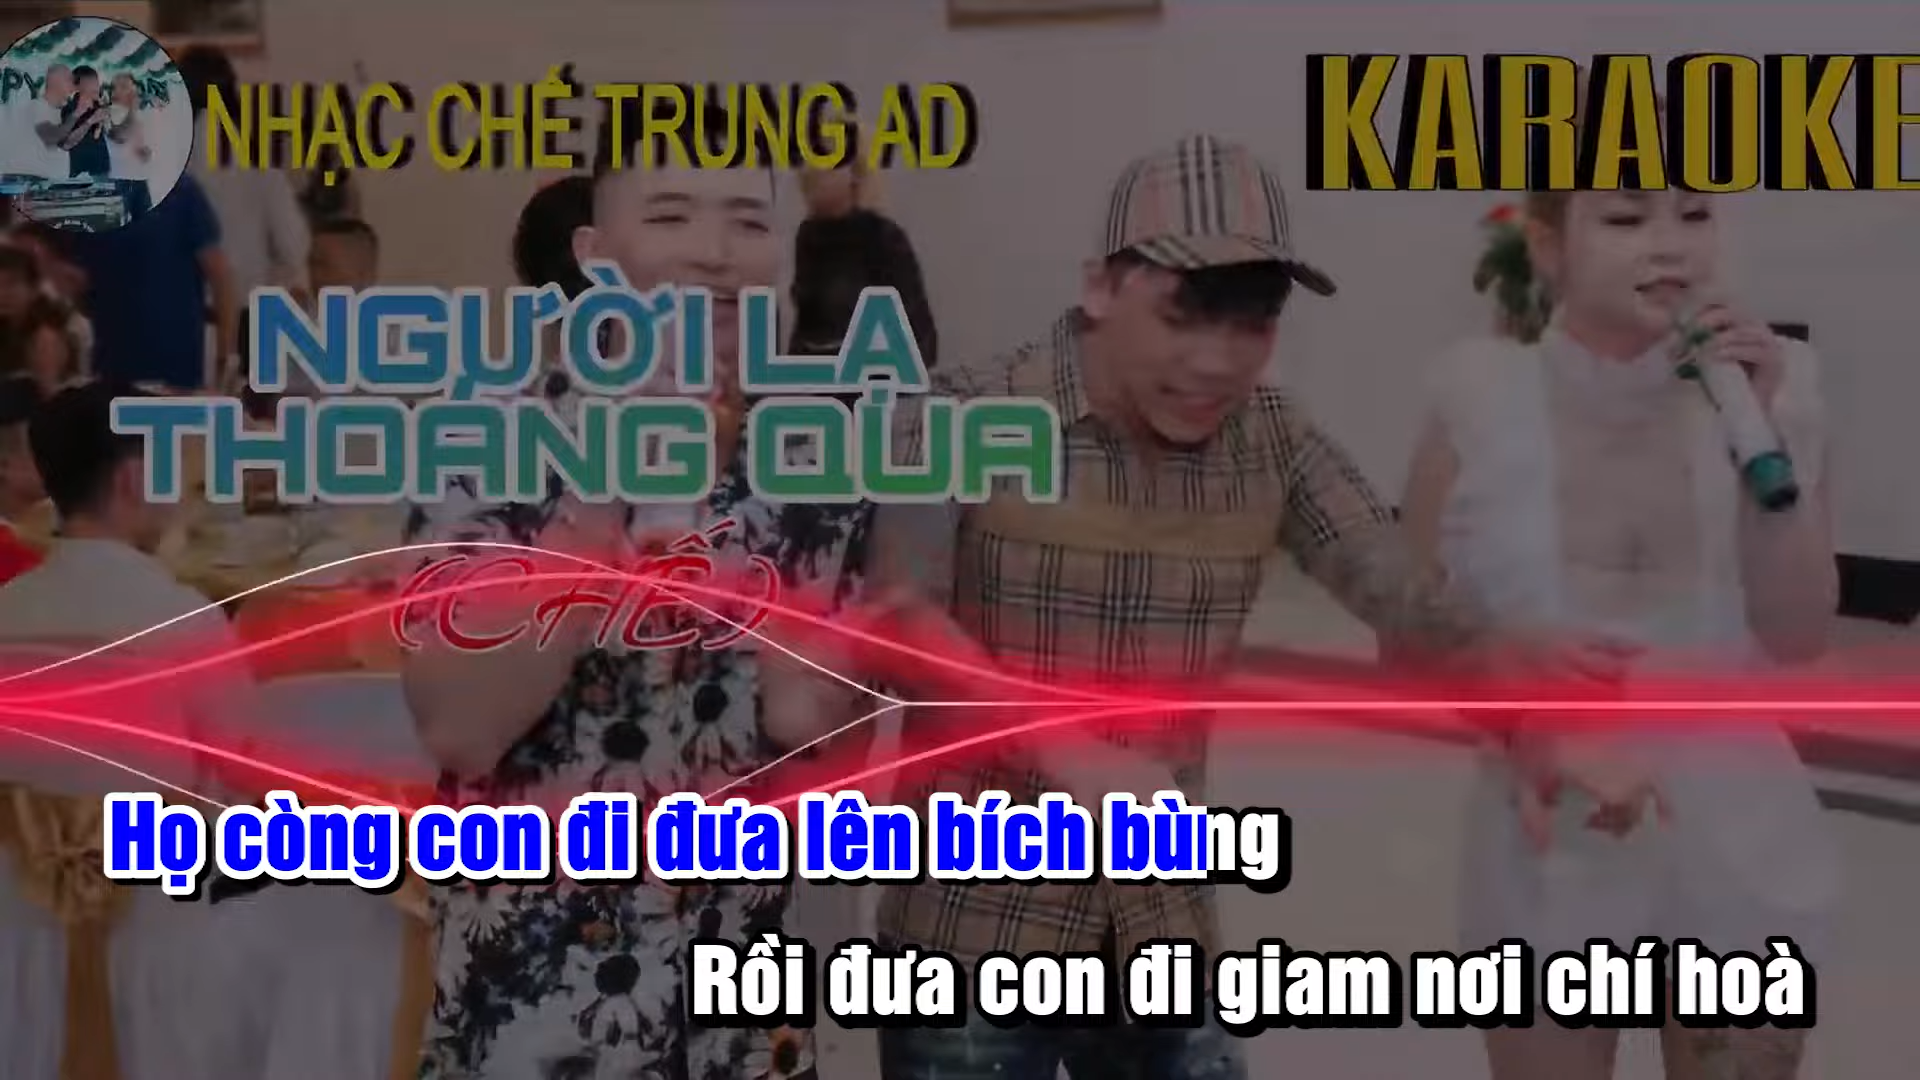 NHẠC CHẾ TRUNG AD
KARAOKE
NGƯỜI LẠ
THOÁNG QUA
(CHẾ)
Họ còng con đi đưa lên bích bùng
Rồi đưa con đi giam nơi chí hoà